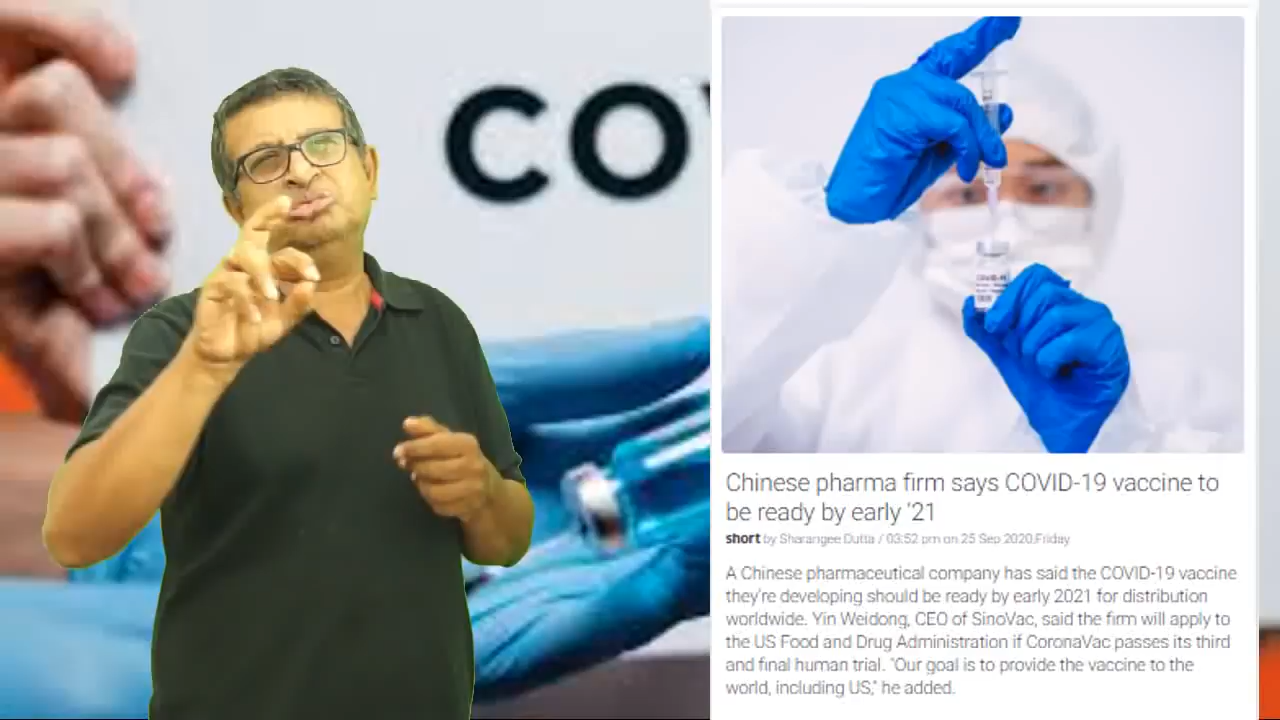 CO
COVID-19
Chinese pharma firm says COVID-19 vaccine to
be ready by early '21
short by Sharangee Dutta / 03:52 pm on 25 Sep 2020,Friday
A Chinese pharmaceutical company has said the COVID-19 vaccine
they're developing should be ready by early 2021 for distribution
worldwide. Yin Weidong, CEO of SinoVac, said the firm will apply to
the US Food and Drug Administration if CoronaVac passes its third
and final human trial. "Our goal is to provide the vaccine to the
world, including US," he added.